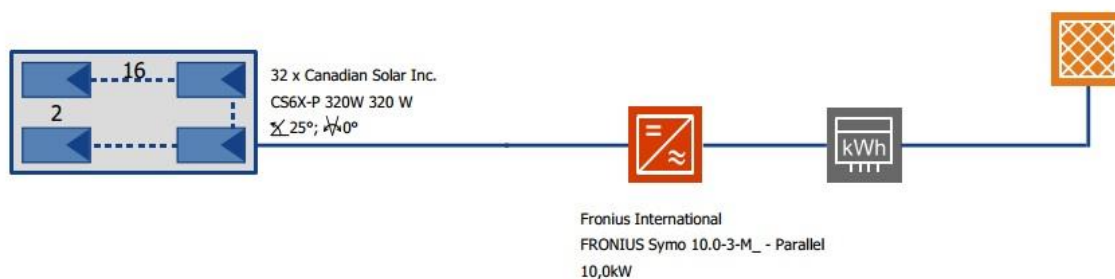 16
2
32 x Canadian Solar Inc.
CS6X-P 320W 320 W
25°; 0°
kWh
Fronius International
FRONIUS Symo 10.0-3-M_ - Parallel
10,0kW